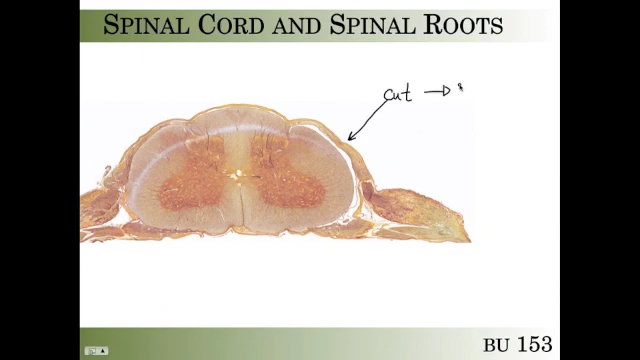 SPINAL CORD AND SPINAL ROOTS
cut →
BU 153